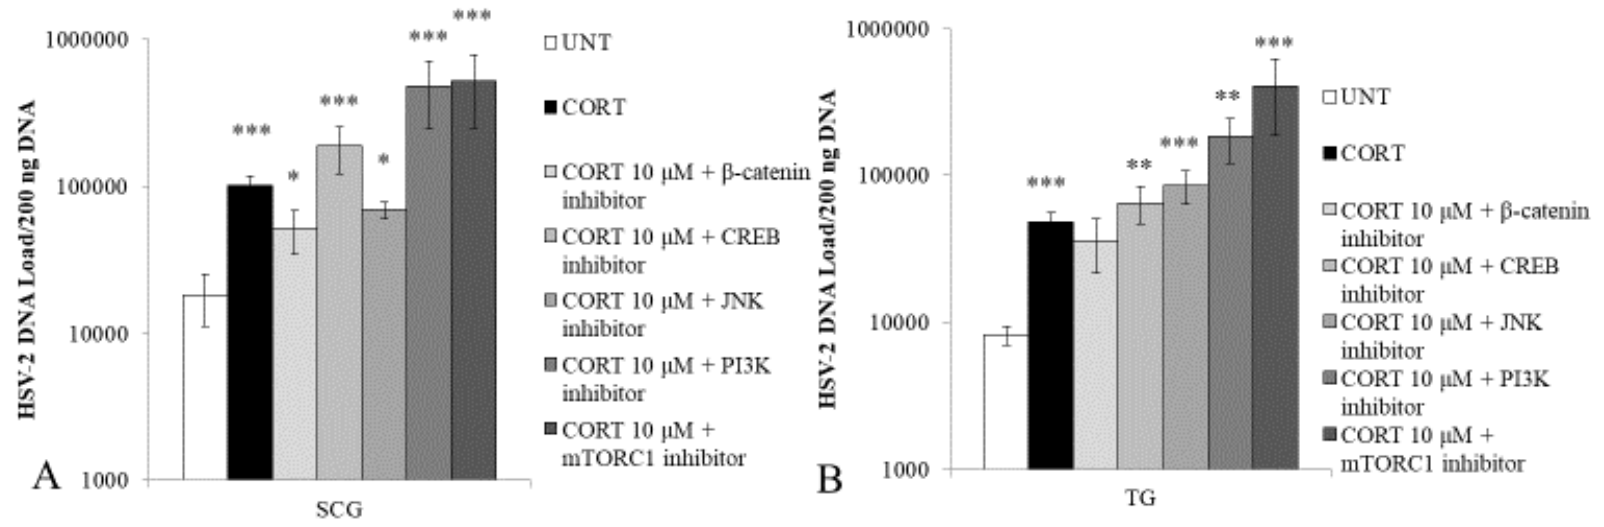 HSV-2 DNA Load/200 ng DNA
1000000
100000
10000
1000
***
*
***
*
***
***
SCG
A
UNT
CORT
CORT 10 μM + β-catenin
inhibitor
CORT 10 μM + CREB
inhibitor
CORT 10 μM + JNK
inhibitor
CORT 10 μM + PI3K
inhibitor
CORT 10 μM +
mTORC1 inhibitor
HSV-2 DNA Load/200 ng DNA
1000000
100000
10000
1000
***
**
***
**
***
TG
B
UNT
CORT
CORT 10 μM + β-catenin
inhibitor
CORT 10 μM + CREB
inhibitor
CORT 10 μM + JNK
inhibitor
CORT 10 μM + PI3K
inhibitor
CORT 10 μM +
mTORC1 inhibitor